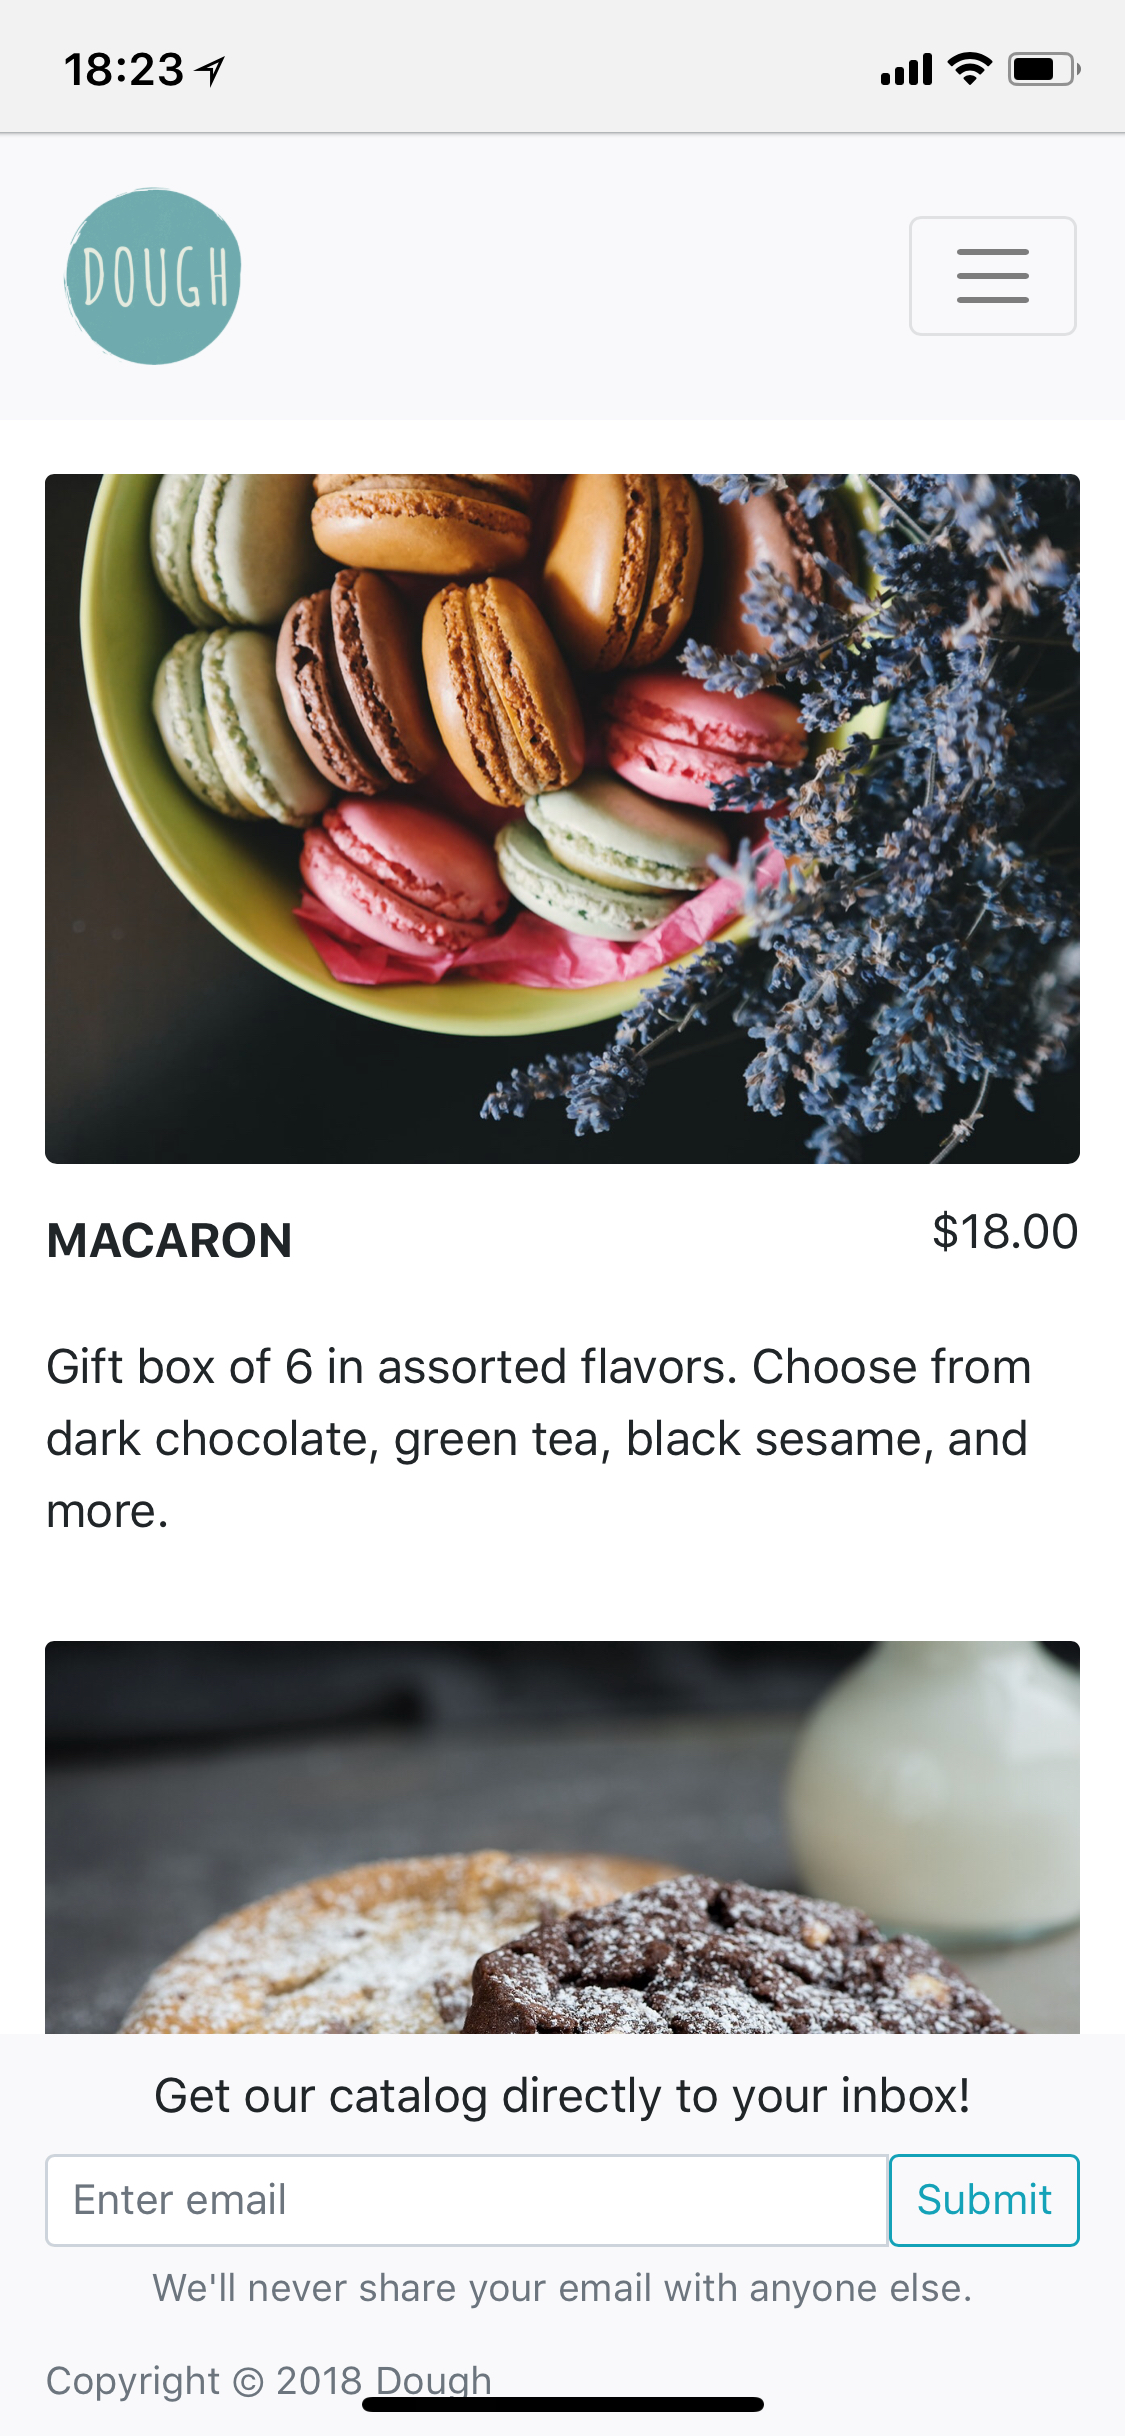 18:23
DOUGH
MACARON
$18.00
Gift box of 6 in assorted flavors. Choose from
dark chocolate, green tea, black sesame, and
more.
Get our catalog directly to your inbox!
Enter email
Submit
We'll never share your email with anyone else.
Copyright © 2018 Dough